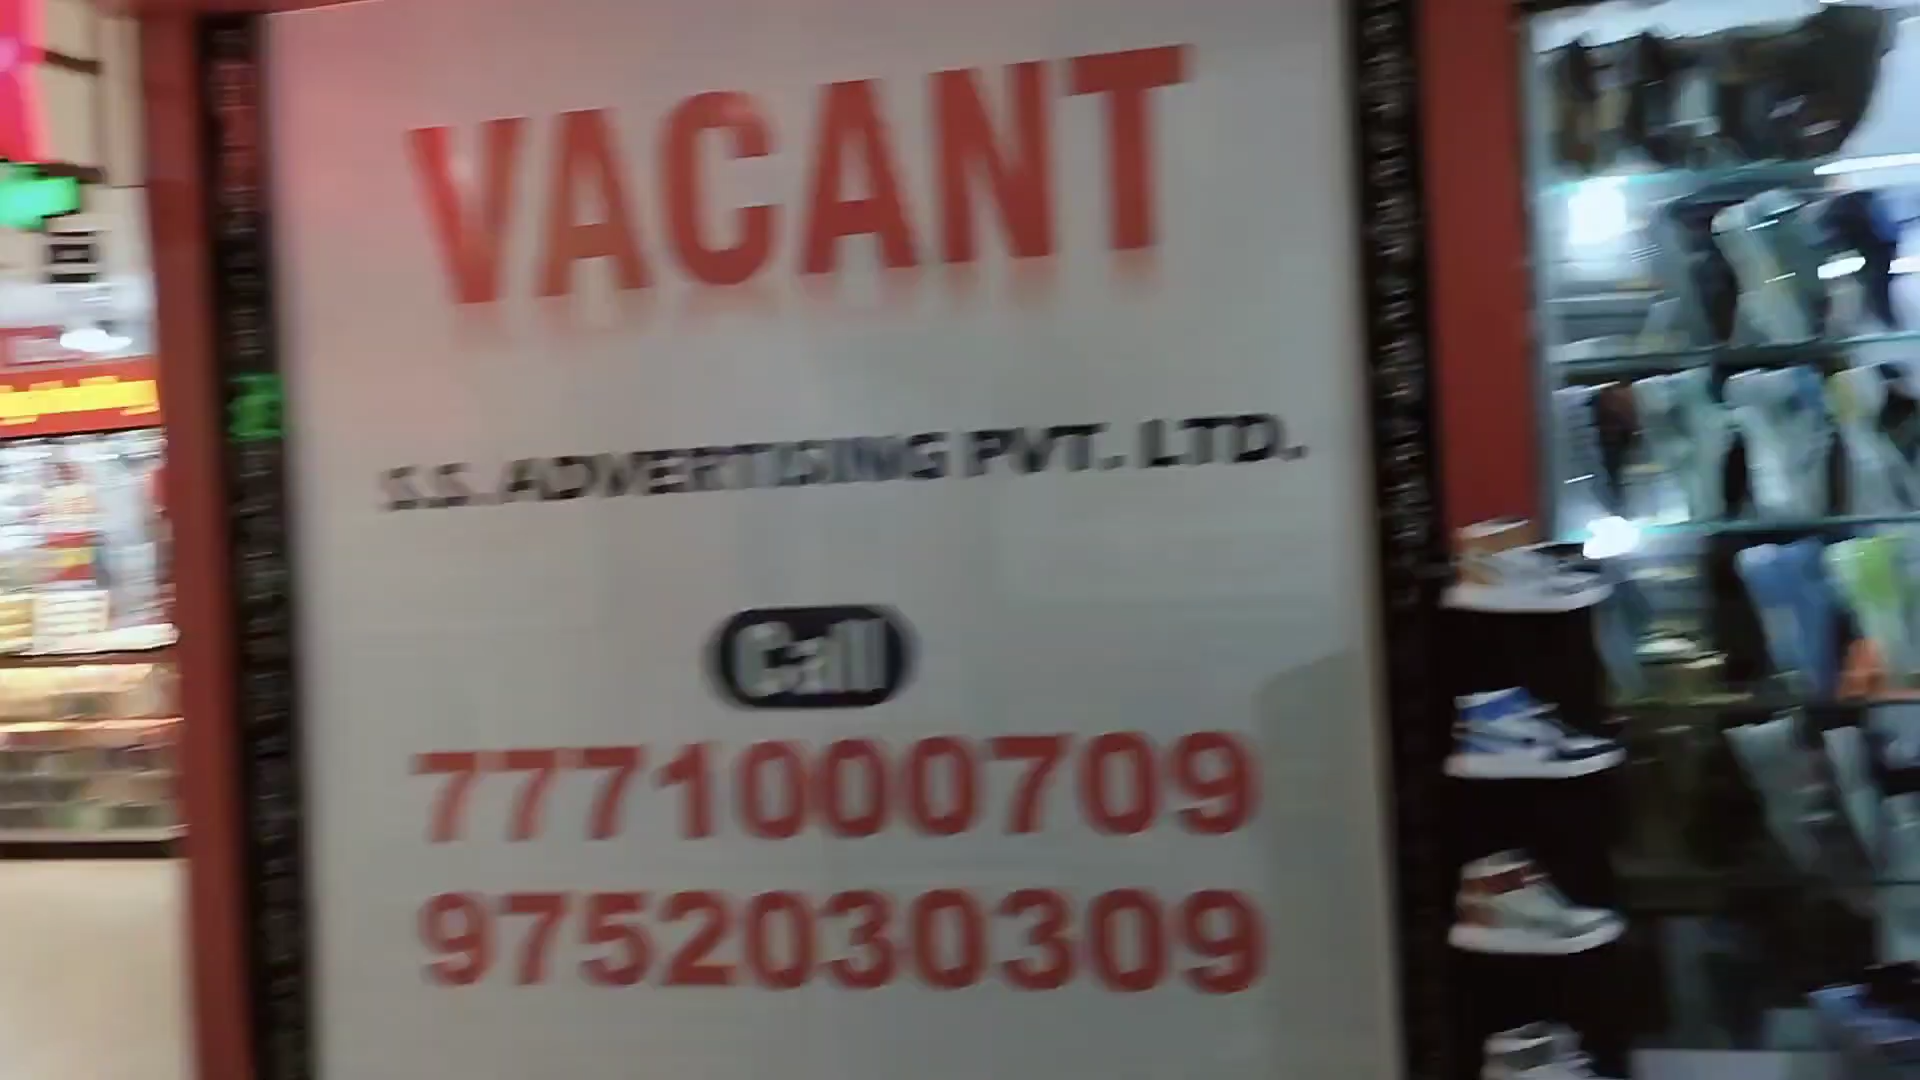 VACANT
S.S. ADVERTISING PVT. LTD.
Call
7771000709
9752030309